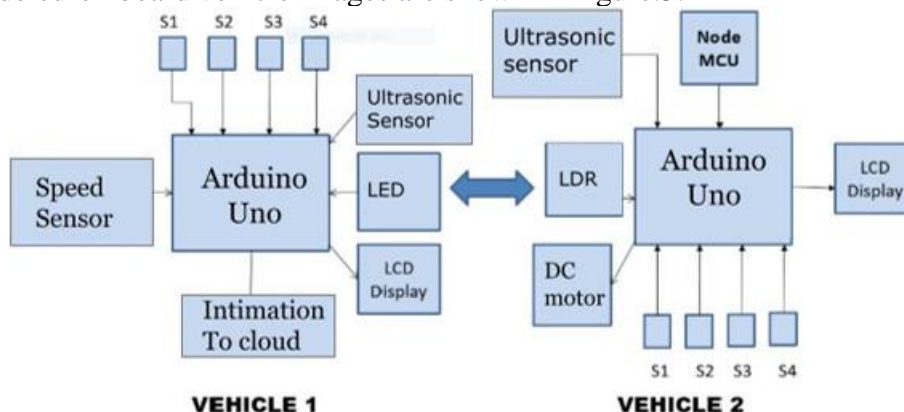 S1 S2 S3 S4
Ultrasonic
Sensor
Speed
Sensor
Arduino
Uno
LED
LCD
Display
Intimation
To cloud
VEHICLE 1
Ultrasonic
sensor
Node
MCU
LDR
Arduino
Uno
LCD
Display
DC
motor
S1 S2 S3 S4
VEHICLE 2